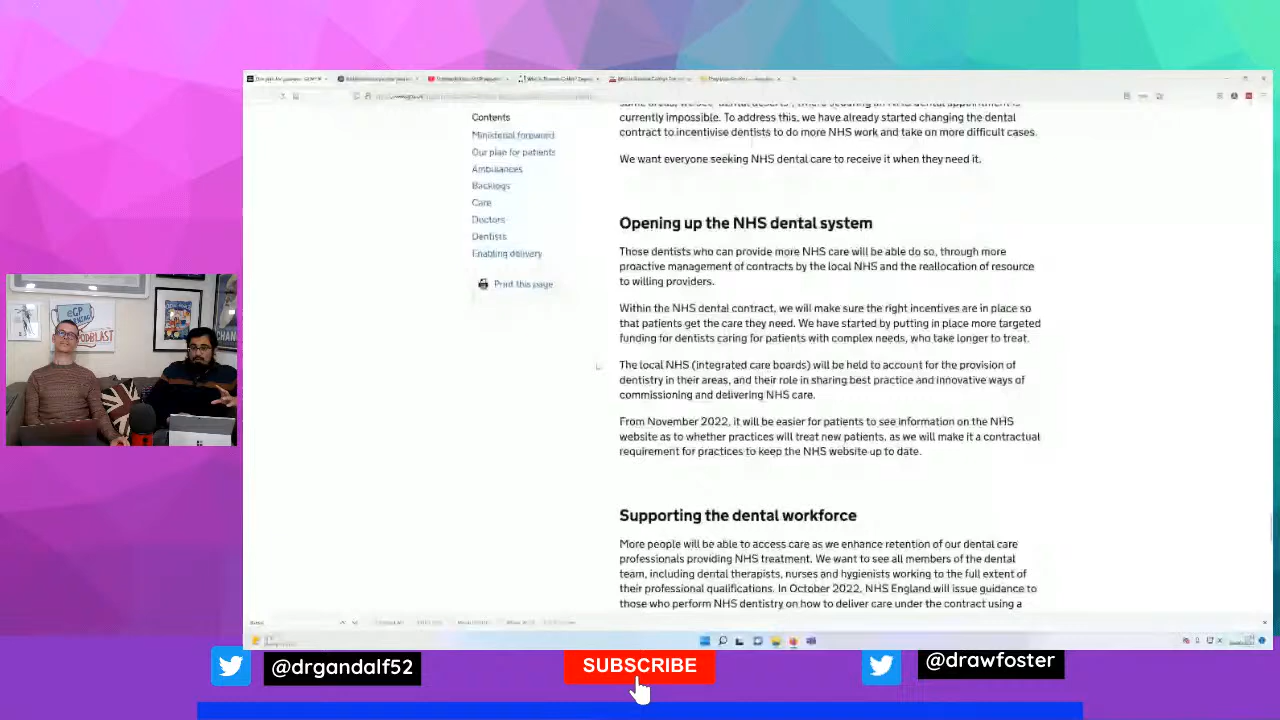 Contents
Ministerial foreword
Our plan for patients
Ambulances
Backlogs
Care
Doctors
Dentists
Enabling delivery
Print this page
currently impossible. To address this, we have already started changing the dental
contract to incentivise dentists to do more NHS work and take on more difficult cases.
We want everyone seeking NHS dental care to receive it when they need it.
Opening up the NHS dental system
Those dentists who can provide more NHS care will be able do so, through more
proactive management of contracts by the local NHS and the reallocation of resource
to willing providers.
Within the NHS dental contract, we will make sure the right incentives are in place so
that patients get the care they need. We have started by putting in place more targeted
funding for dentists caring for patients with complex needs, who take longer to treat.
The local NHS (integrated care boards) will be held to account for the provision of
dentistry in their areas, and their role in sharing best practice and innovative ways of
commissioning and delivering NHS care.
From November 2022, it will be easier for patients to see information on the NHS
website as to whether practices will treat new patients, as we will make it a contractual
requirement for practices to keep the NHS website up to date.
Supporting the dental workforce
More people will be able to access care as we enhance retention of our dental care
professionals providing NHS treatment. We want to see all members of the dental
team, including dental therapists, nurses and hygienists working to the full extent of
their professional qualifications. In October 2022, NHS England will issue guidance to
those who perform NHS dentistry on how to deliver care under the contract using a
eGP
PODBLAST
@drgandalf52
SUBSCRIBE
@drawfoster